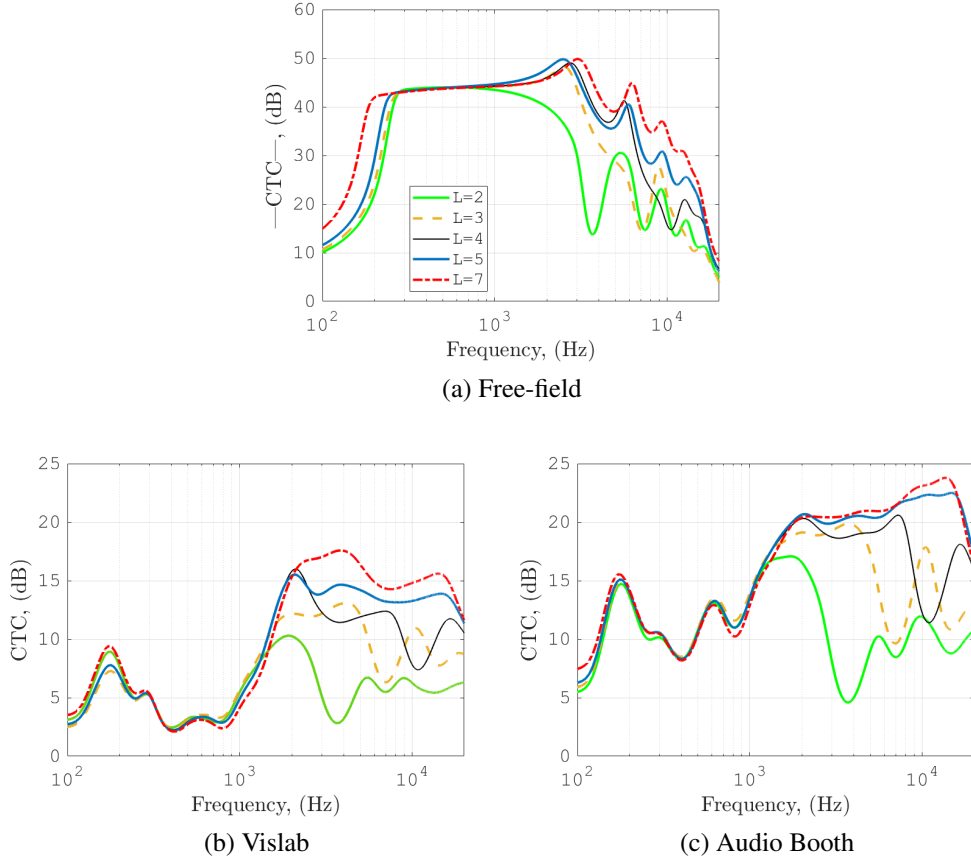 60
50
40
30
20
10
0
—CTC—, (dB)
L=2
L=3
L=4
L=5
L=7
10^2 10^3 10^4
Frequency, (Hz)
(a) Free-field
25
20
15
10
5
0
CTC, (dB)
10^2 10^3 10^4
Frequency, (Hz)
(b) Vislab
25
20
15
10
5
0
CTC, (dB)
10^2 10^3 10^4
Frequency, (Hz)
(c) Audio Booth